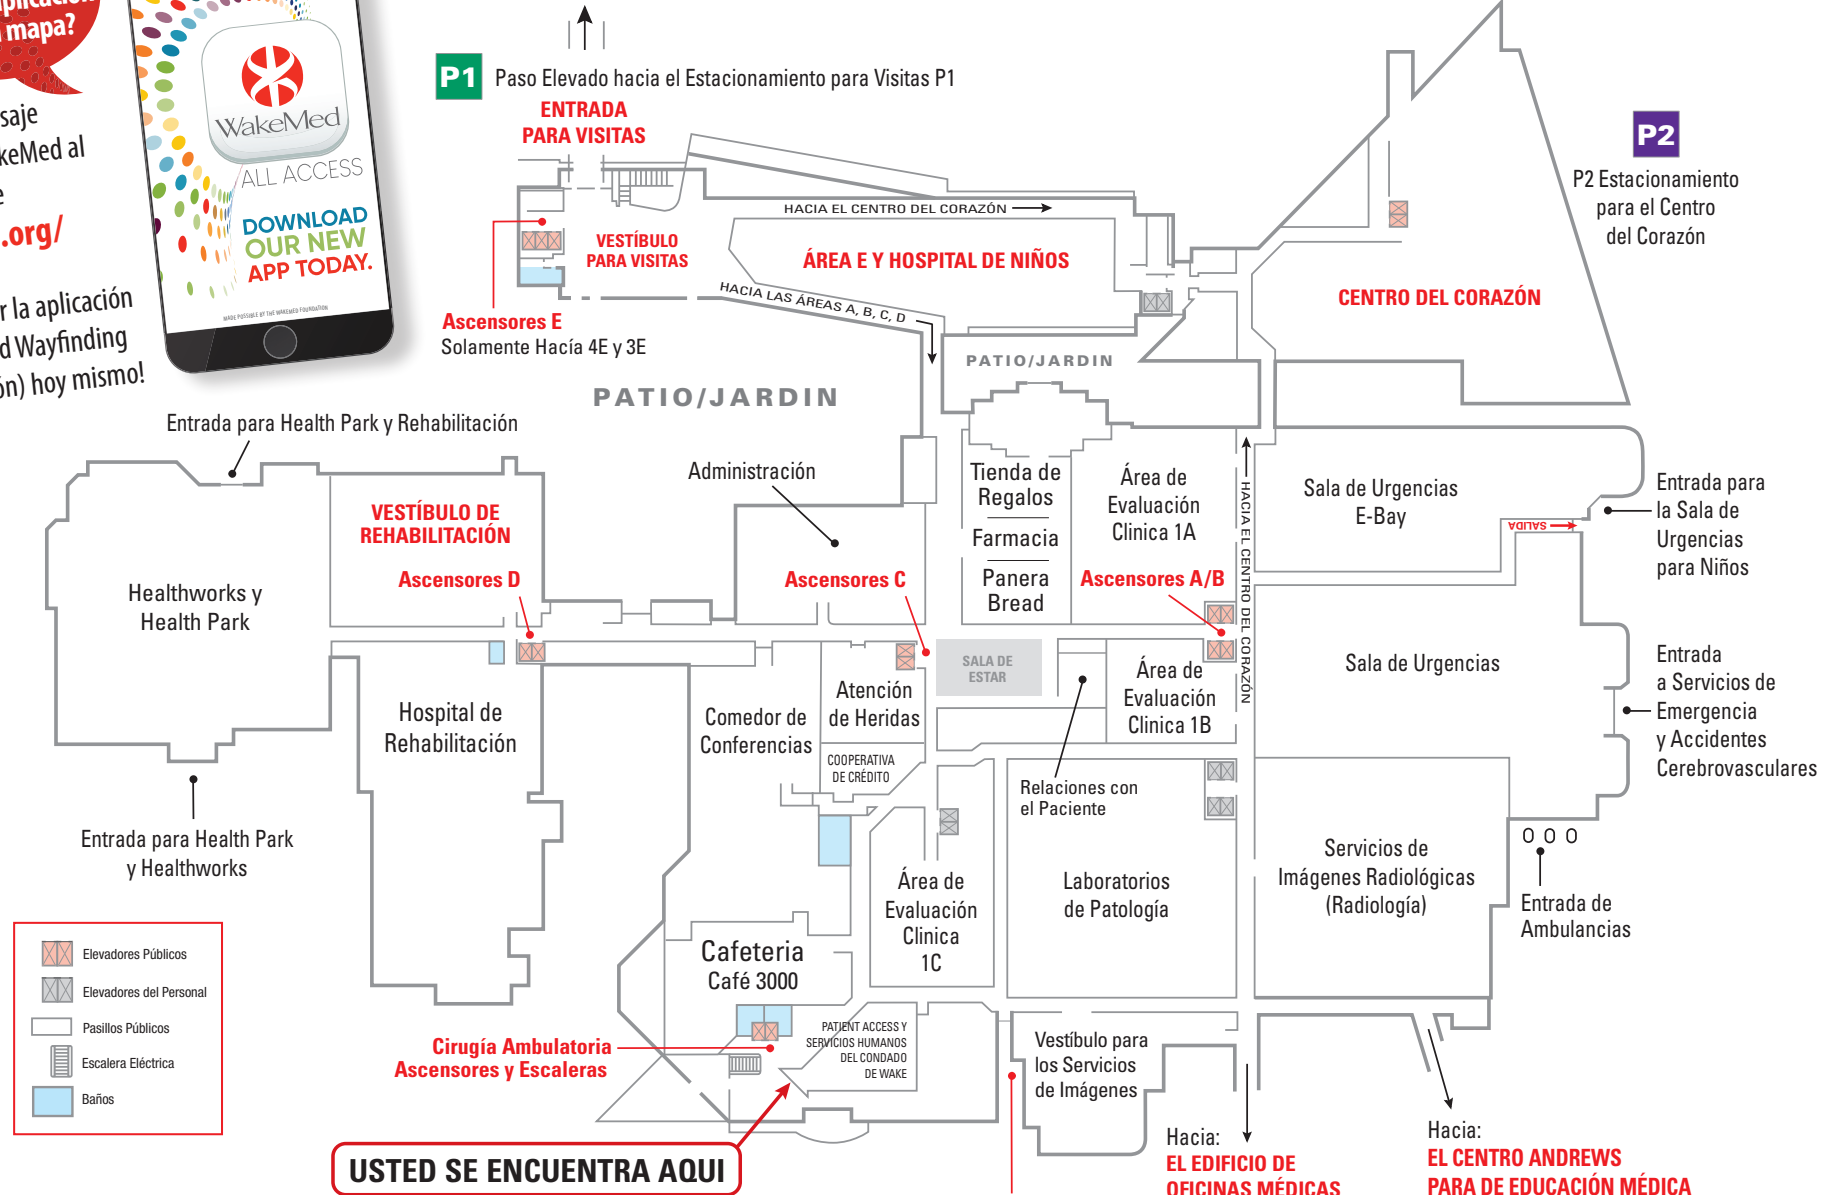 mapa?
saje
keMed al
e
.org/
r la aplicación
d Wayfinding
ón) hoy mismo!
WakeMed
ALL ACCESS
DOWNLOAD
OUR NEW
APP TODAY.
MADE POSSIBLE BY THE WAKEMED FOUNDATION
P1 Paso Elevado hacia el Estacionamiento para Visitas P1
ENTRADA
PARA VISITAS
P2
P2 Estacionamiento
para el Centro
del Corazón
HACIA EL CENTRO DEL CORAZÓN
VESTÍBULO
PARA VISITAS
ÁREA E Y HOSPITAL DE NIÑOS
HACIA LAS ÁREAS A, B, C, D
CENTRO DEL CORAZÓN
Ascensores E
Solamente Hacía 4E y 3E
PATIO/JARDIN
PATIO/JARDIN
Entrada para Health Park y Rehabilitación
Administración
VESTÍBULO DE
REHABILITACIÓN
Tienda de
Regalos
Farmacia
Panera
Bread
Área de
Evaluación
Clinica 1A
HACIA EL CENTRO DEL CORAZÓN
Sala de Urgencias
E-Bay
SALIDA
Entrada para
la Sala de
Urgencias
para Niños
Ascensores D
Ascensores C
Ascensores A/B
Healthworks y
Health Park
SALA DE
ESTAR
Sala de Urgencias
Entrada
a Servicios de
Emergencia
y Accidentes
Cerebrovasculares
Hospital de
Rehabilitación
Comedor de
Conferencias
Atención
de Heridas
COOPERATIVA
DE CRÉDITO
Área de
Evaluación
Clinica 1B
Relaciones con
el Paciente
Entrada para Health Park
y Healthworks
Área de
Evaluación
Clinica
1C
Laboratorios
de Patología
Servicios de
Imágenes Radiológicas
(Radiología)
Entrada de
Ambulancias
Elevadores Públicos
Elevadores del Personal
Pasillos Públicos
Escalera Eléctrica
Baños
Cafeteria
Café 3000
Cirugía Ambulatoria
Ascensores y Escaleras
PATIENT ACCESS Y
SERVICIOS HUMANOS
DEL CONDADO
DE WAKE
Vestíbulo para
los Servicios
de Imágenes
USTED SE ENCUENTRA AQUI
Hacia:
EL EDIFICIO DE
OFICINAS MÉDICAS
Hacia:
EL CENTRO ANDREWS
PARA DE EDUCACIÓN MÉDICA